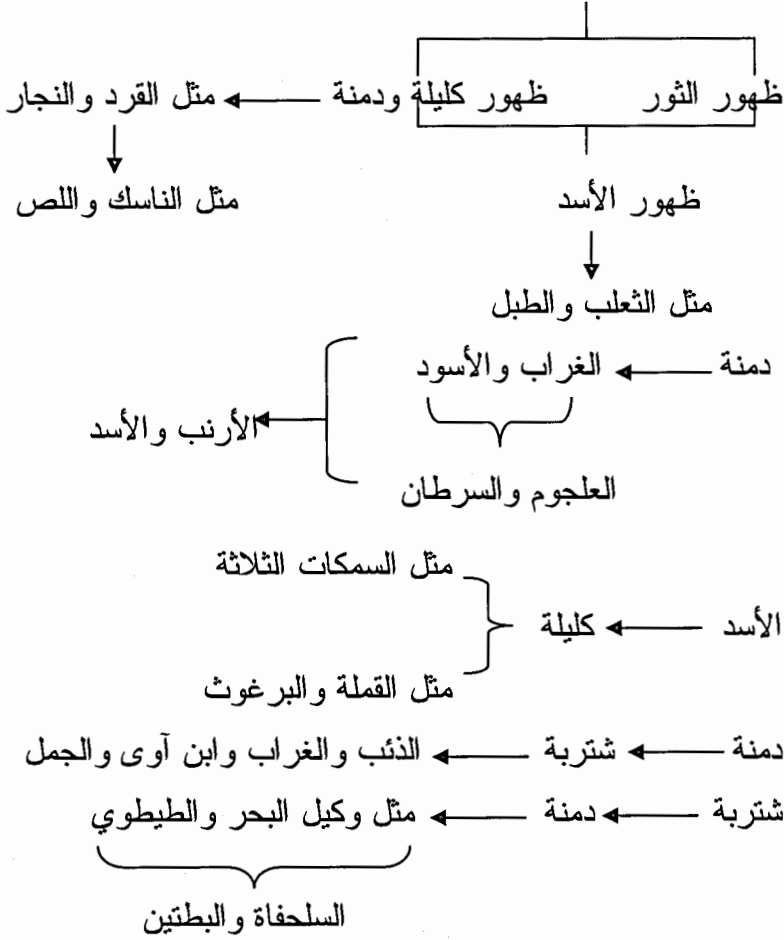 ظهور الثور ظهور كليلة ودمنة مثل القرد والنجار
ظهور الأسد مثل الناسك واللص
مثل الثعلب والطبل
دمنة الغراب والأسود
الأرنب والأسد
العلجوم والسرطان
مثل السمكات الثلاثة
الأسد كليلة
مثل القملة والبرغوث
دمنة شتربة الذئب والغراب وابن آوى والجمل
شتربة دمنة مثل وكيل البحر والطيطوي
السلحفاة والبطتين